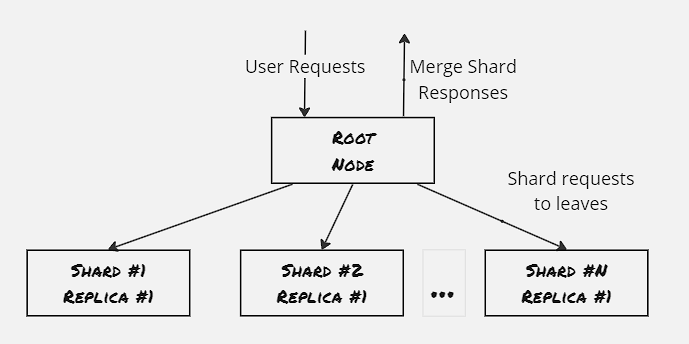 User Requests
Merge Shard
Responses
Root
Node
Shard requests
to leaves
Shard #1
Replica #1
Shard #2
Replica #1
...
Shard #N
Replica #1